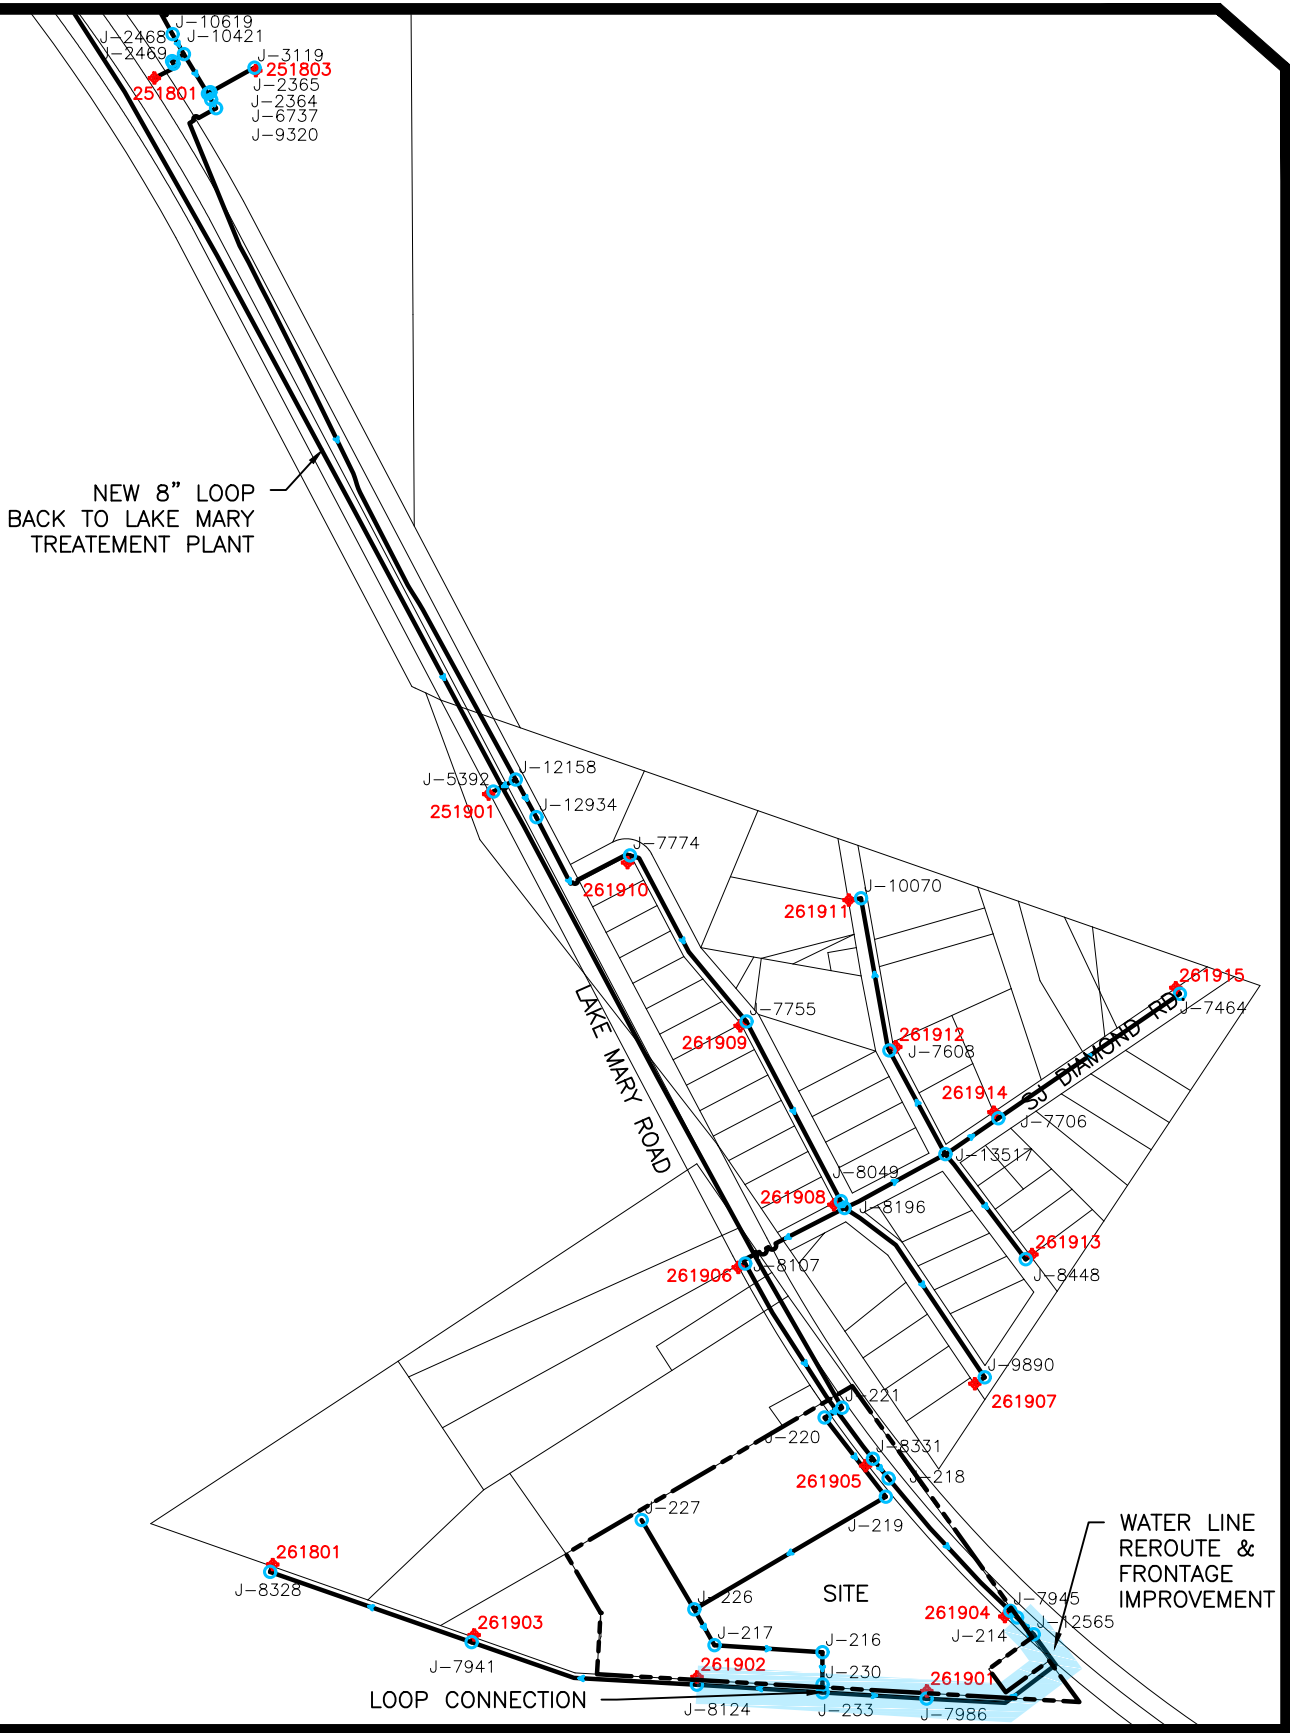 J-10619
J-2468
J-10421
J-2469
J-3119
251803
251801
J-2365
J-2364
J-6737
J-9320
NEW 8" LOOP
BACK TO LAKE MARY
TREATEMENT PLANT
J-12158
J-5392
251901
J-12934
J-7774
261910
J-10070
261911
261915
J-7464
J-7755
261909
261912
J-7608
SJ DIAMOND RD.
LAKE MARY ROAD
261914
J-7706
J-13517
J-8049
261908
J-8196
261913
J-8448
261906
J-8107
J-9890
261907
J-221
J-220
J-8331
261905
J-218
J-219
J-227
WATER LINE
REROUTE &
FRONTAGE
IMPROVEMENT
261801
J-8328
SITE
J-226
J-7945
261904
J-12565
J-214
261903
J-7941
J-217
J-216
261902
J-230
261901
LOOP CONNECTION
J-8124
J-233
J-7986